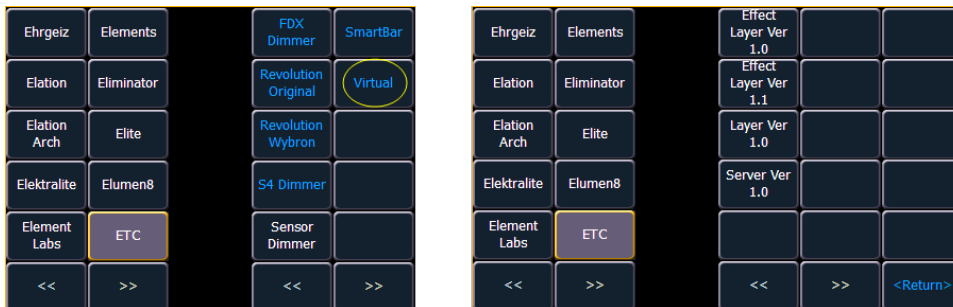 Ehrgeiz
Elements
FDX
Dimmer
SmartBar
Elation
Eliminator
Revolution
Original
Virtual
Elation
Arch
Elite
Revolution
Wybron
Elektralite
Elumen8
S4 Dimmer
Element
Labs
ETC
Sensor
Dimmer
<<
>>
<<
>>
Ehrgeiz
Elements
Effect
Layer Ver
1.0
Elation
Eliminator
Effect
Layer Ver
1.1
Elation
Arch
Elite
Layer Ver
1.0
Elektralite
Elumen8
Server Ver
1.0
Element
Labs
ETC
<<
>>
<<
>>
<Return>